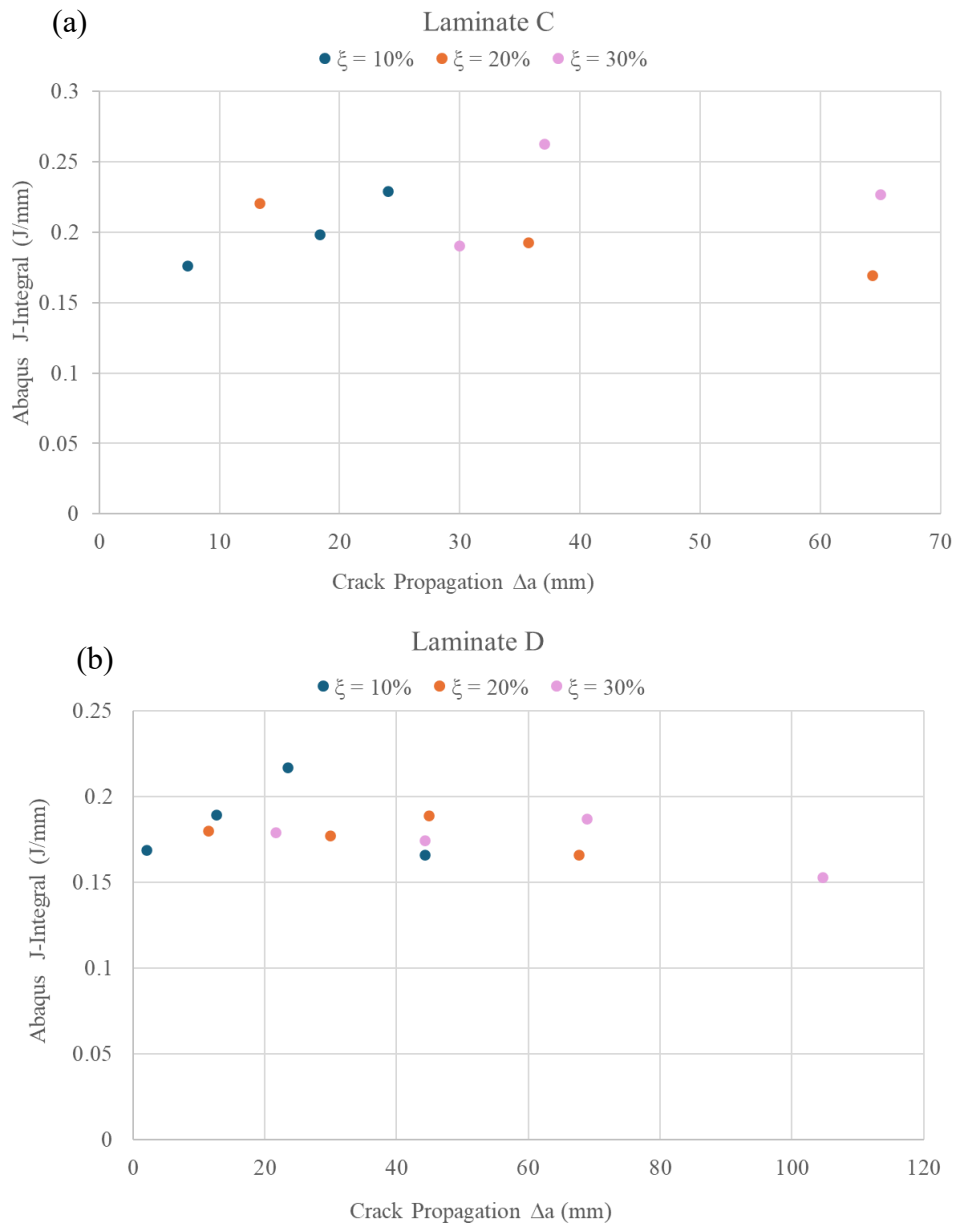 (a)
Laminate C
ξ = 10% ξ = 20% ξ = 30%
0.3
0.25
0.2
0.15
0.1
0.05
0
Abaqus J-Integral (J/mm)
0 10 20 30 40 50 60 70
Crack Propagation Δa (mm)
Laminate D
(b)
ξ = 10% ξ = 20% ξ = 30%
0.25
0.2
0.15
0.1
0.05
0
Abaqus J-Integral (J/mm)
0 20 40 60 80 100 120
Crack Propagation Δa (mm)